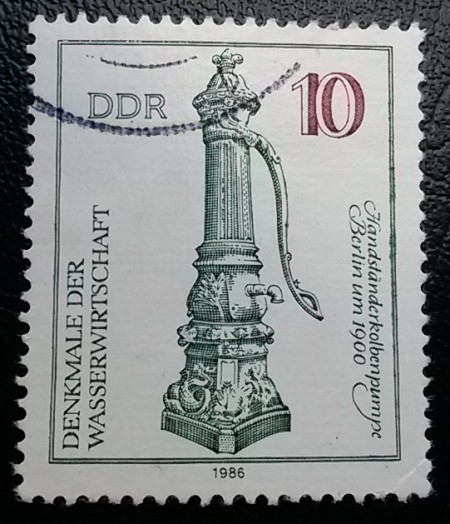 DDR
10
DENKMALE DER
WASSERWIRTSCHAFT
Handständerkolbenpumpe
Berlin um 1900
1986